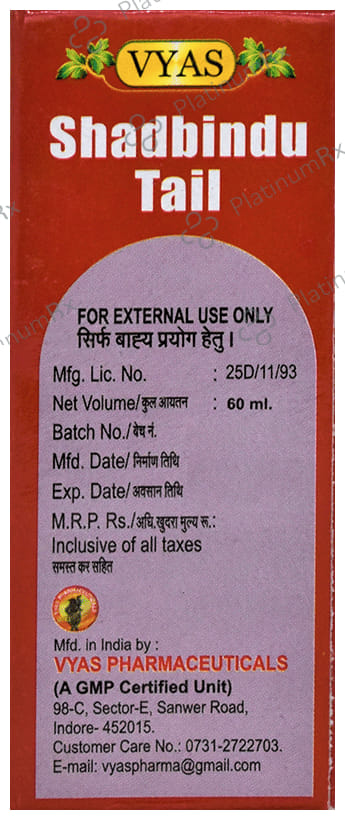 VYAS
Shadbindu
Tail
FOR EXTERNAL USE ONLY
सिर्फ बाह्य प्रयोग हेतु।
Mfg. Lic. No. : 25D/11/93
Net Volume/कुल आयतन : 60 ml.
Batch No./बेच नं.
Mfd. Date/ निर्माण तिथि
Exp. Date/अवसान तिथि
M.R.P. Rs./अधि.खुदरा मुल्य रू.:
Inclusive of all taxes
समस्त कर सहित
Mfd. in India by :
VYAS PHARMACEUTICALS
(A GMP Certified Unit)
98-C, Sector-E, Sanwer Road,
Indore- 452015.
Customer Care No.: 0731-2722703.
E-mail: vyaspharma@gmail.com
PlatinumRx
PlatinumRx